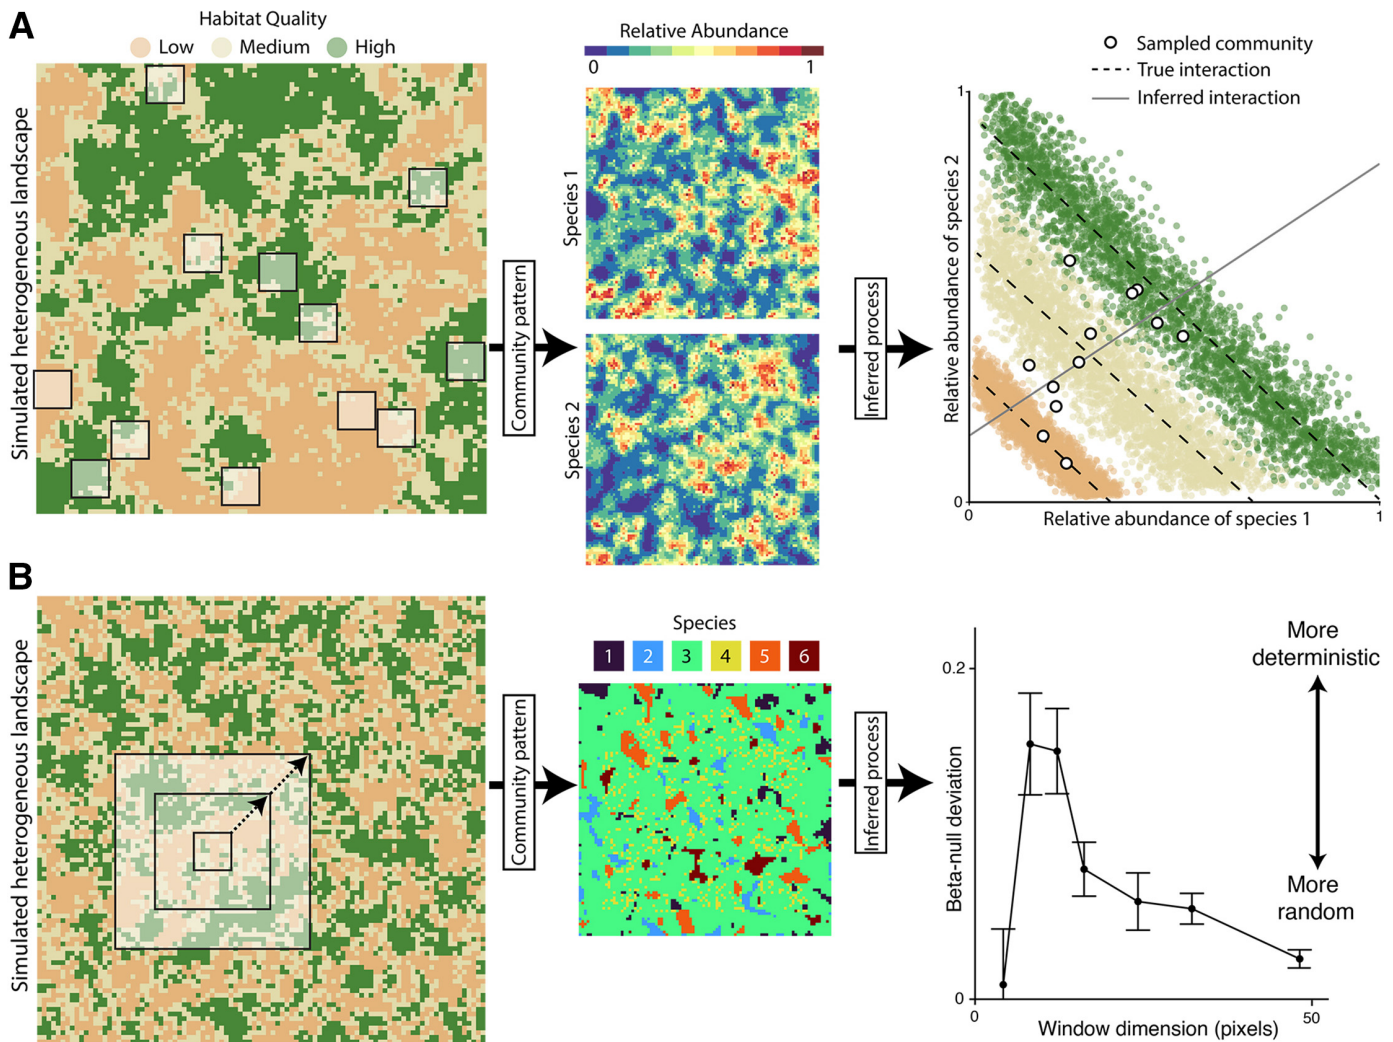 A
Habitat Quality
Low Medium High
Simulated heterogeneous landscape
Community pattern
Relative Abundance
0 1
Species 1
Species 2
Inferred process
Sampled community
True interaction
Inferred interaction
1
Relative abundance of species 2
0
0 1
Relative abundance of species 1
B
Simulated heterogeneous landscape
Community pattern
Species
1 2 3 4 5 6
Inferred process
0.2
Beta-null deviation
0
0 50
Window dimension (pixels)
More
deterministic
More
random